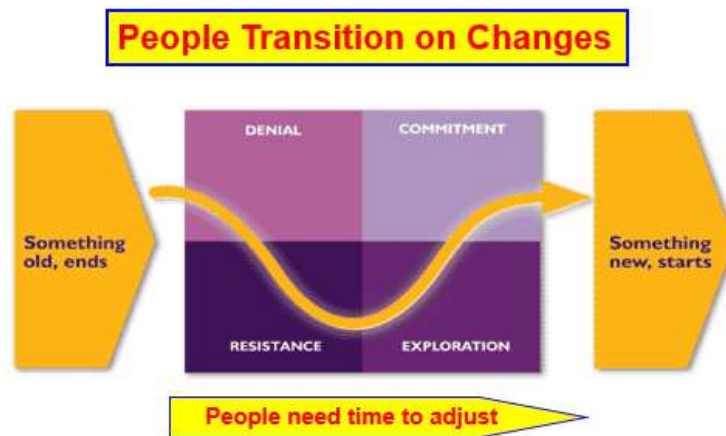 People Transition on Changes
DENIAL
COMMITMENT
Something
old, ends
Something
new, starts
RESISTANCE
EXPLORATION
People need time to adjust